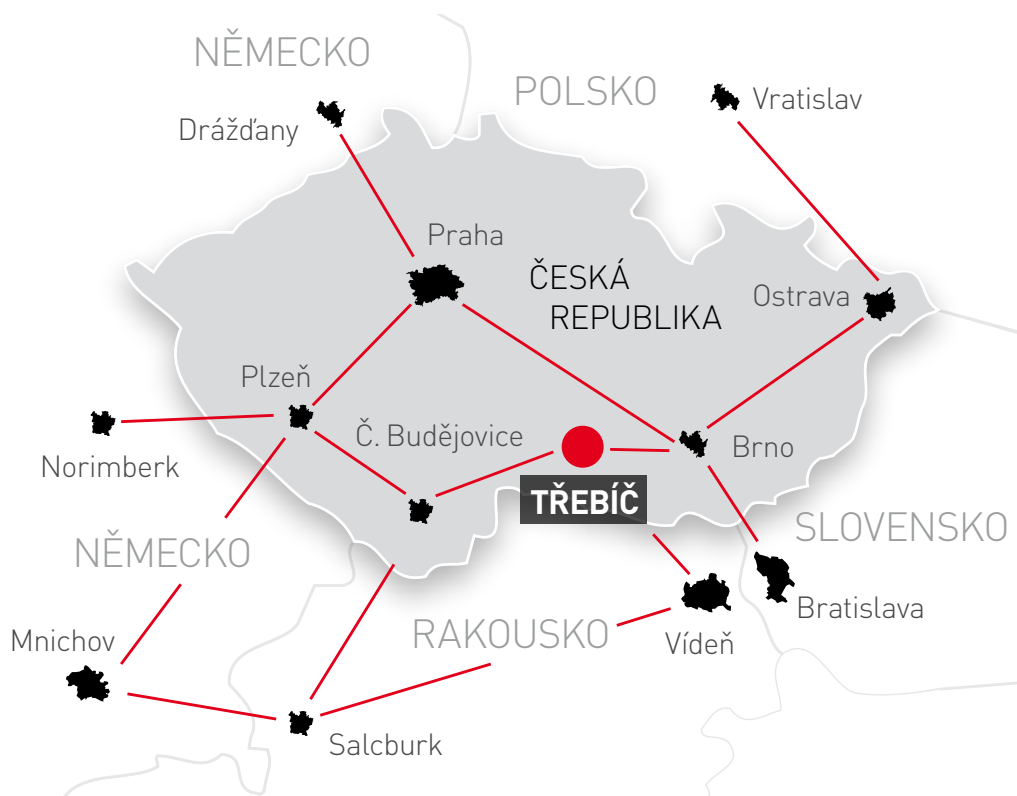 NĚMECKO
POLSKO
Vratislav
Drážďany
Praha
ČESKÁ
REPUBLIKA
Ostrava
Plzeň
Č. Budějovice
Brno
Norimberk
TŘEBÍČ
SLOVENSKO
NĚMECKO
Bratislava
RAKOUSKO
Mnichov
Vídeň
Salcburk